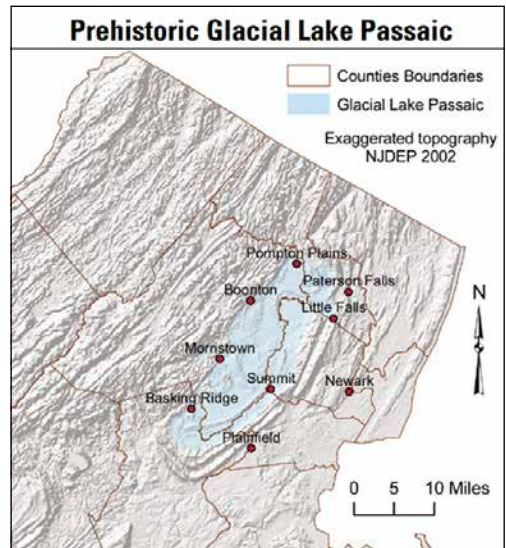 Prehistoric Glacial Lake Passaic
Counties Boundaries
Glacial Lake Passaic
Exaggerated topography
NJDEP 2002
Pompton Plains
Paterson Falls
Boonton
Little Falls
N
Morristown
Summit
Newark
Basking Ridge
Plainfield
0 5 10 Miles